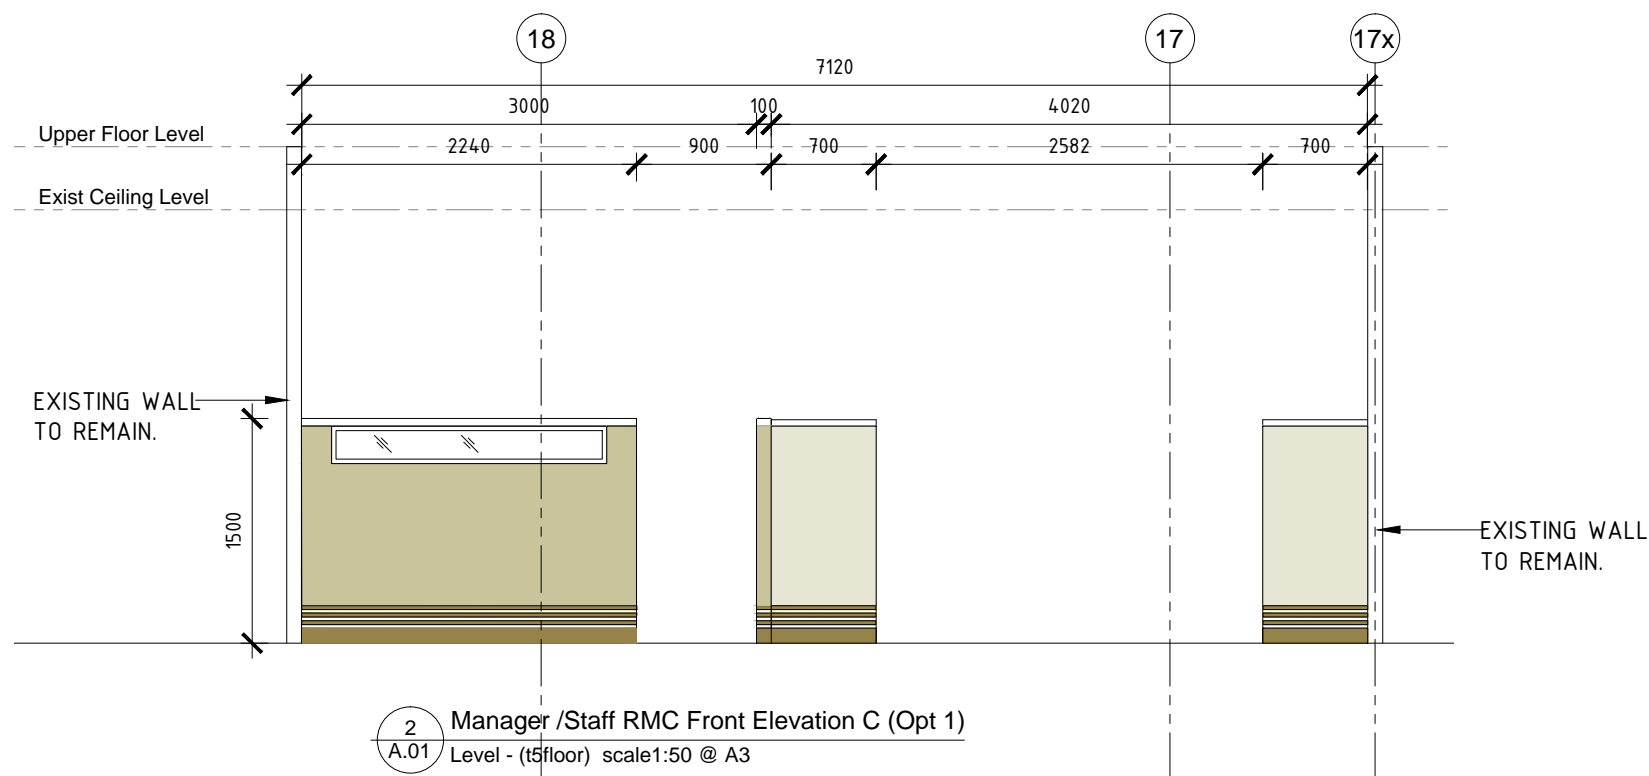 18
17
17x
7120
3000
100
4020
Upper Floor Level
2240
900
700
2582
700
Exist Ceiling Level
EXISTING WALL
TO REMAIN.
1500
EXISTING WALL
TO REMAIN.
2
A.01
Manager /Staff RMC Front Elevation C (Opt 1)
Level - (t5floor) scale1:50 @ A3